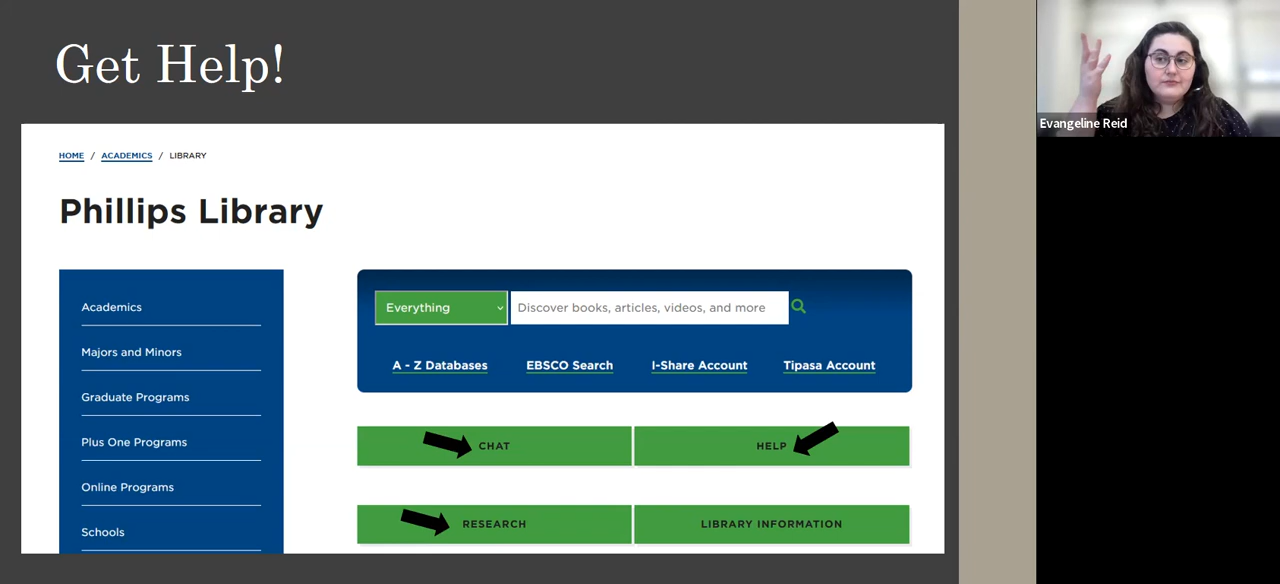 Get Help!
Evangeline Reid
HOME / ACADEMICS / LIBRARY
Phillips Library
Academics
Majors and Minors
Graduate Programs
Plus One Programs
Online Programs
Schools
Everything
Discover books, articles, videos, and more
A - Z Databases EBSCO Search I-Share Account Tipasa Account
CHAT HELP
RESEARCH LIBRARY INFORMATION